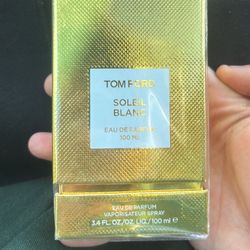 TOM FORD
SOLEIL
BLANC
EAU DE PARFUM
100 ML
EAU DE PARFUM
VAPORISATEUR SPRAY
3.4 FL.OZ./OZ. LIQ./100 ml ℮